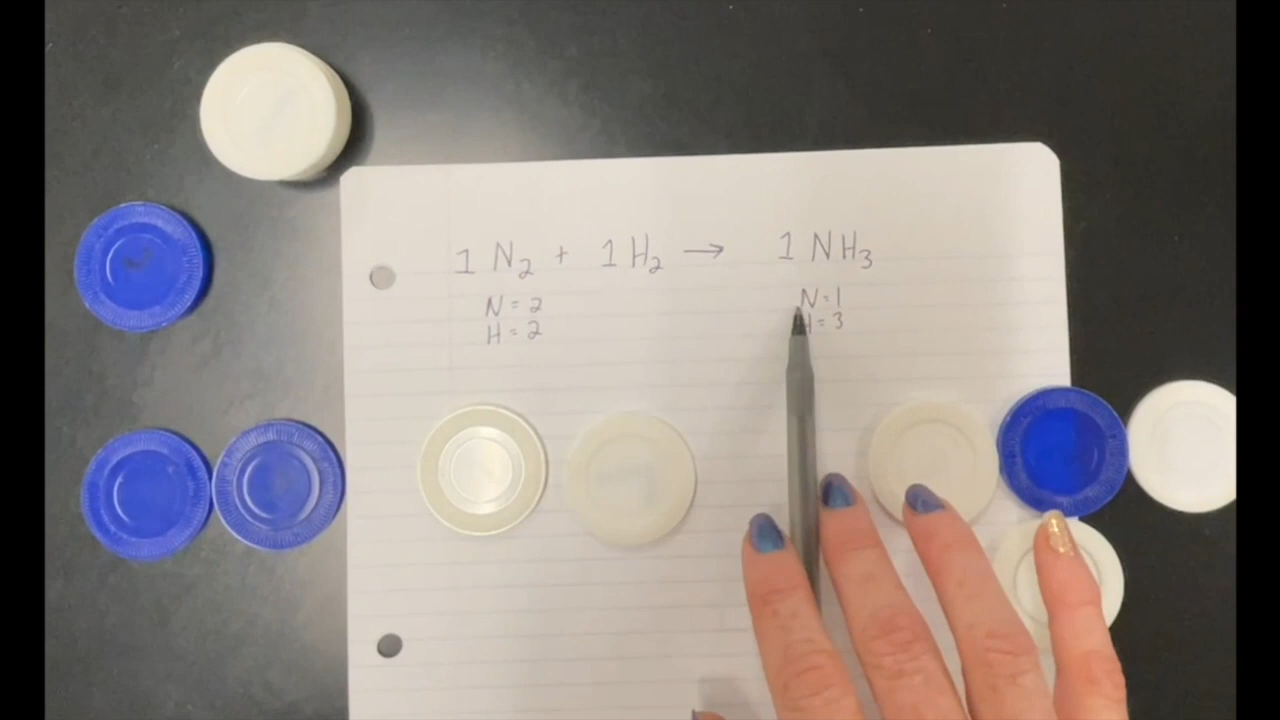 1 N₂ + 1 H₂ → 1 NH₃
N = 2 N = 1
H = 2 H = 3